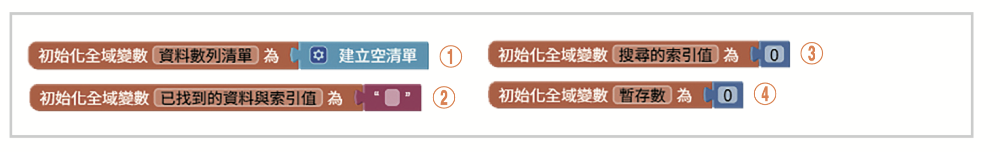 初始化全域變數 資料數列清單 為 建立空清單 ①
初始化全域變數 已找到的資料與索引值 為 “ ” ②
初始化全域變數 搜尋的索引值 為 0 ③
初始化全域變數 暫存數 為 0 ④